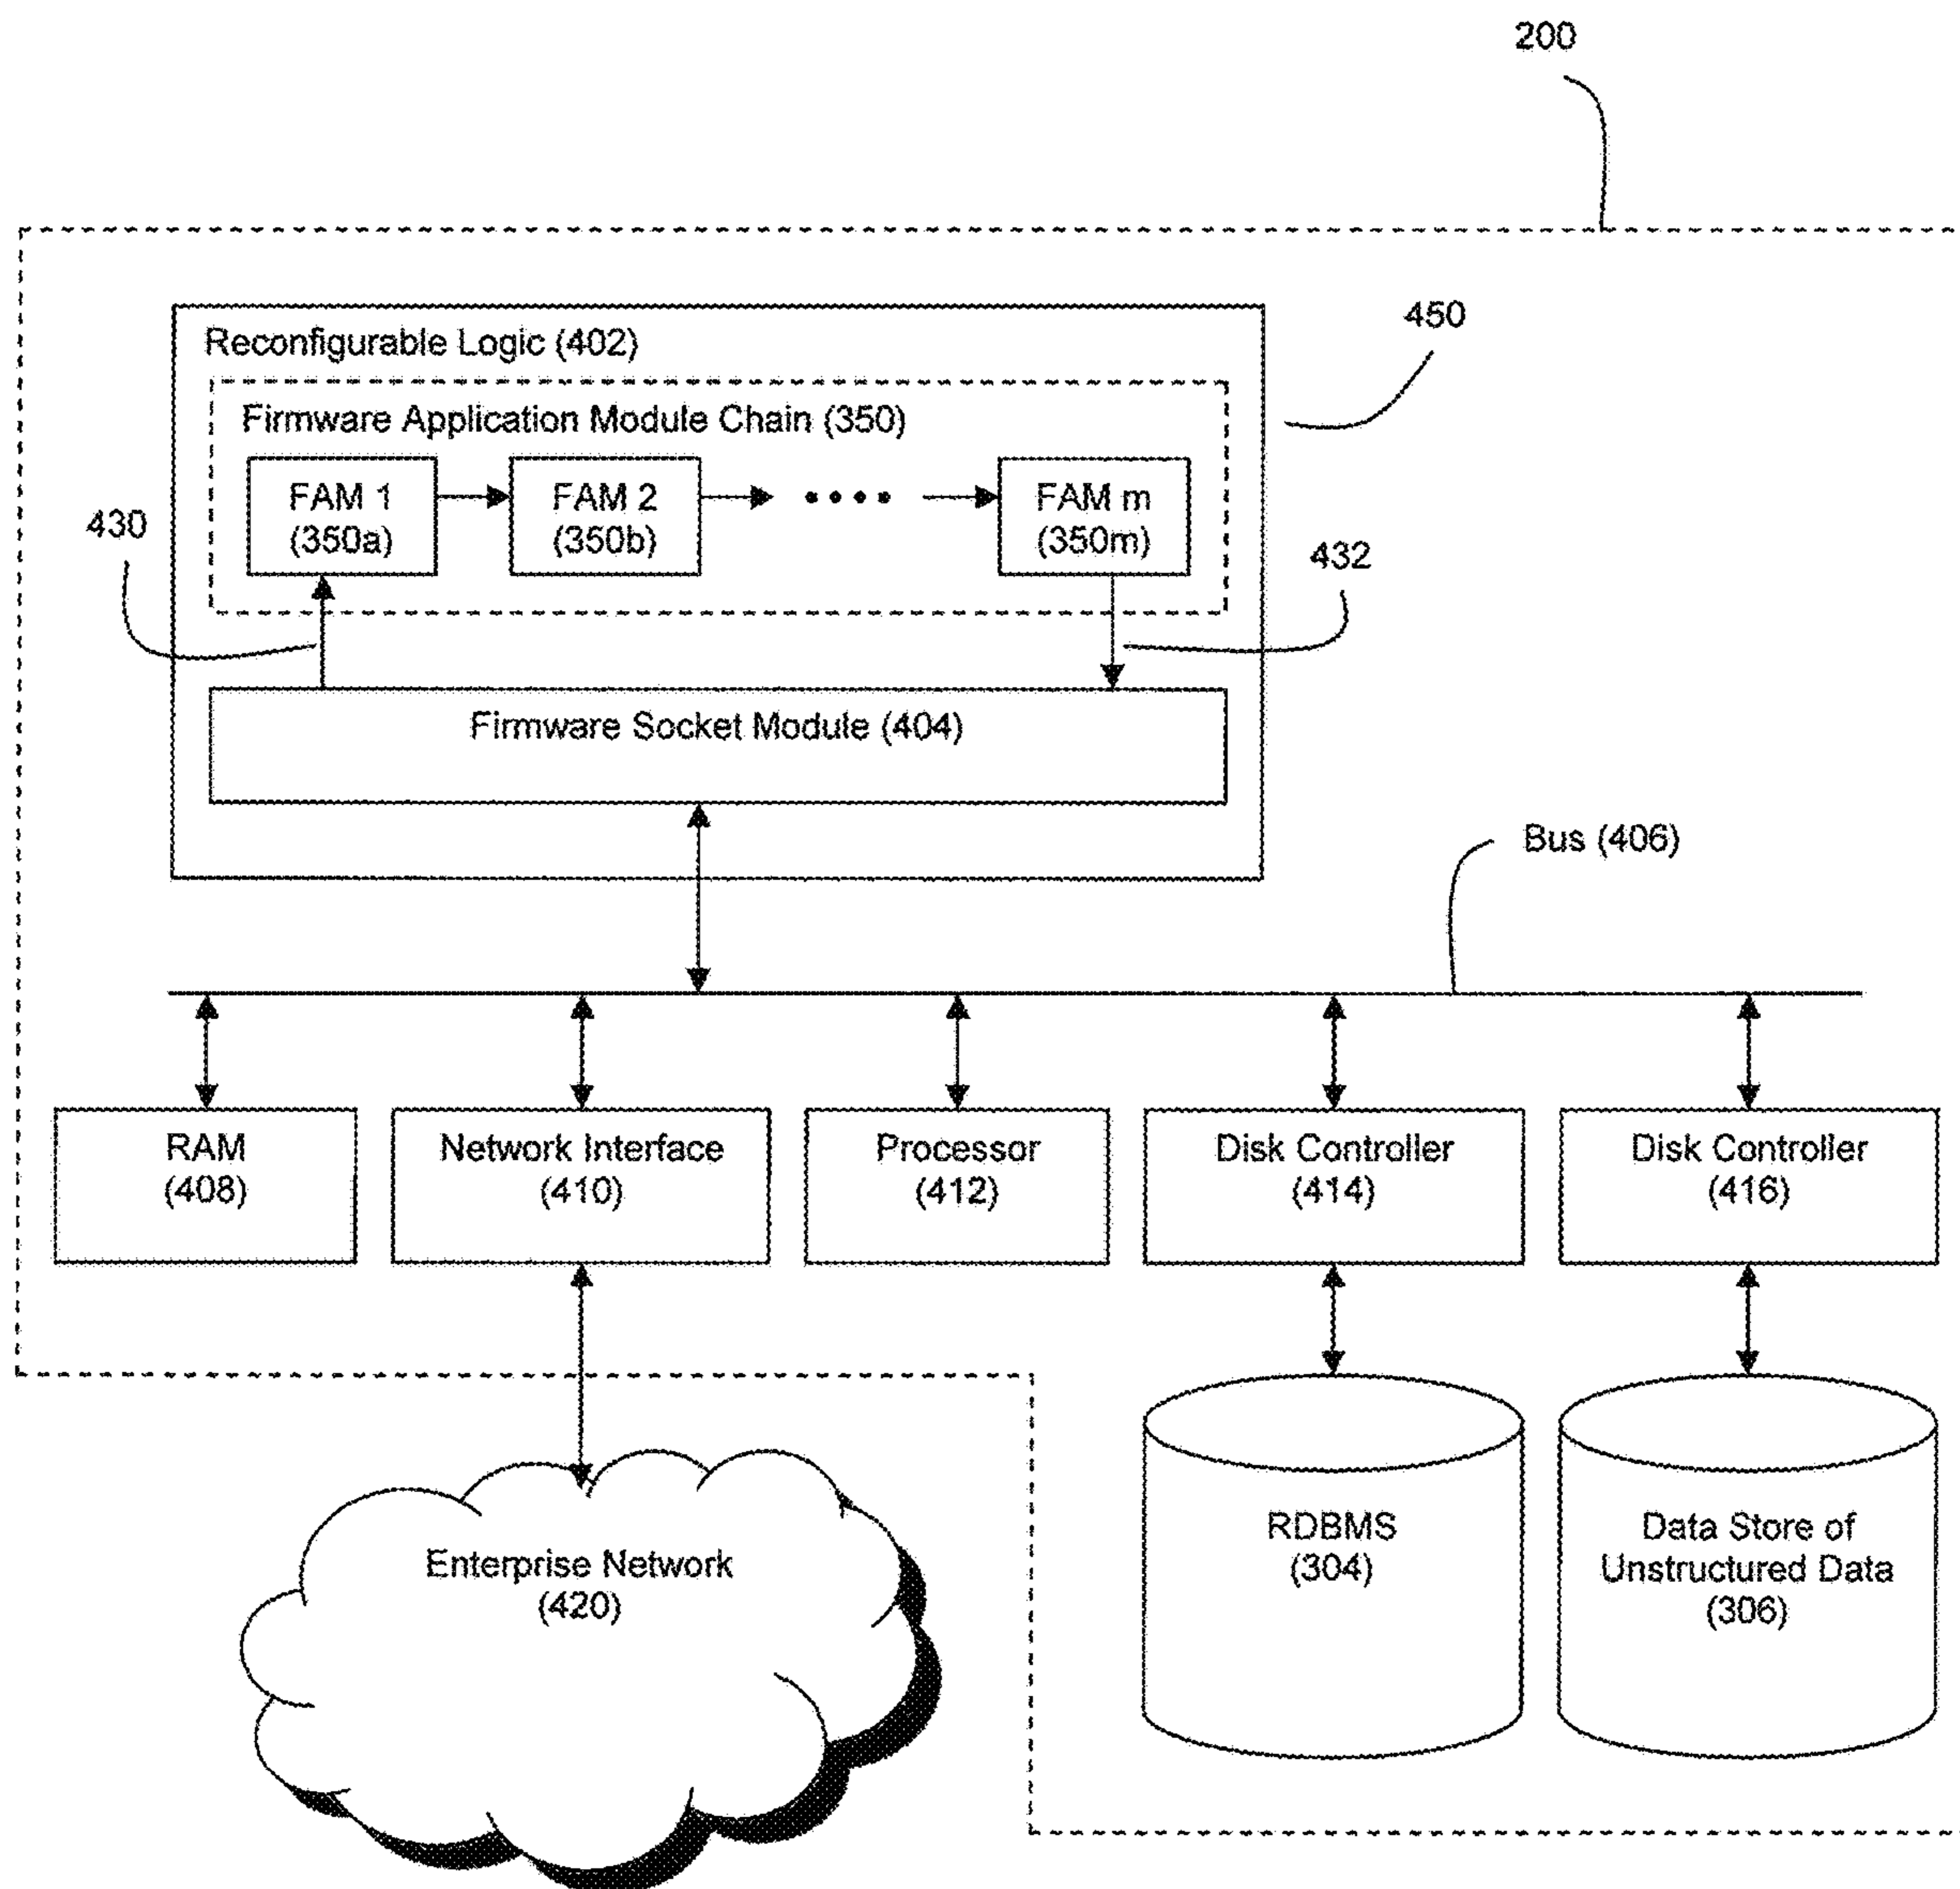 200
450
Reconfigurable Logic (402)
Firmware Application Module Chain (350)
FAM 1
(350a)
FAM 2
(350b)
FAM m
(350m)
430
432
Firmware Socket Module (404)
Bus (406)
RAM
(408)
Network Interface
(410)
Processor
(412)
Disk Controller
(414)
Disk Controller
(416)
Enterprise Network
(420)
RDBMS
(304)
Data Store of
Unstructured Data
(306)